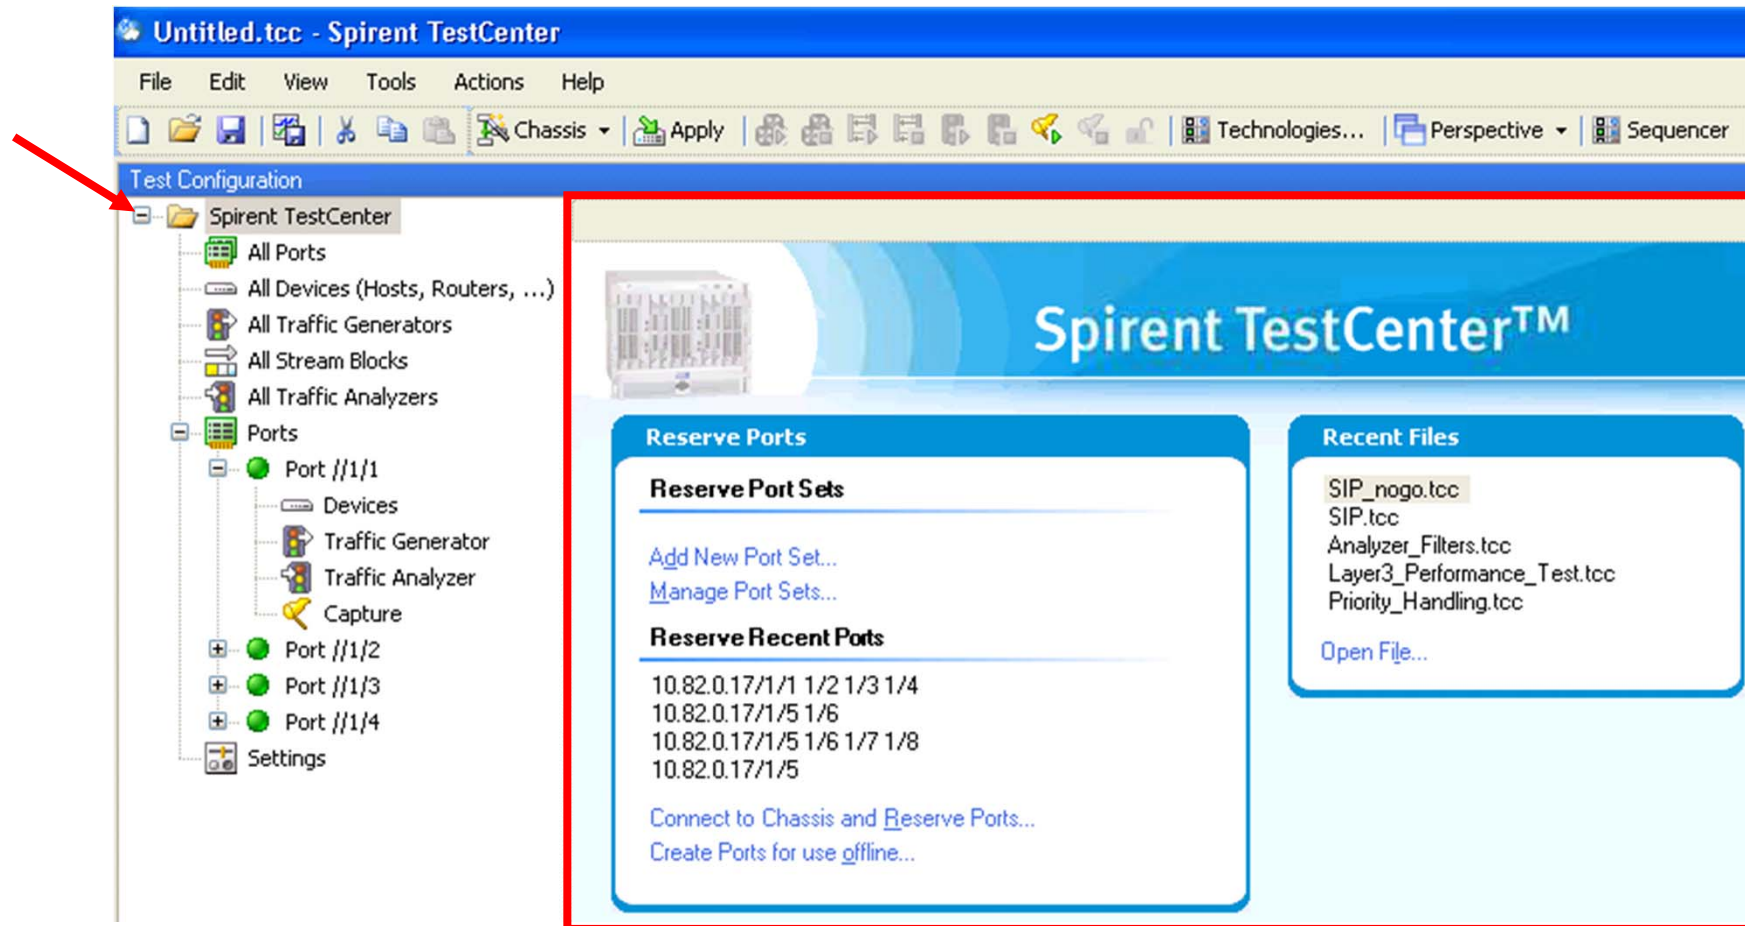 Untitled.tcc - Spirent TestCenter
File Edit View Tools Actions Help
Chassis Apply Technologies... Perspective Sequencer
Test Configuration
Spirent TestCenter
All Ports
All Devices (Hosts, Routers, ...)
All Traffic Generators
All Stream Blocks
All Traffic Analyzers
Ports
Port //1/1
Devices
Traffic Generator
Traffic Analyzer
Capture
Port //1/2
Port //1/3
Port //1/4
Settings
Spirent TestCenter™
Reserve Ports
Reserve Port Sets
Add New Port Set...
Manage Port Sets...
Reserve Recent Ports
10.82.0.17/1/1 1/2 1/3 1/4
10.82.0.17/1/5 1/6
10.82.0.17/1/5 1/6 1/7 1/8
10.82.0.17/1/5
Connect to Chassis and Reserve Ports...
Create Ports for use offline...
Recent Files
SIP_nogo.tcc
SIP.tcc
Analyzer_Filters.tcc
Layer3_Performance_Test.tcc
Priority_Handling.tcc
Open File...